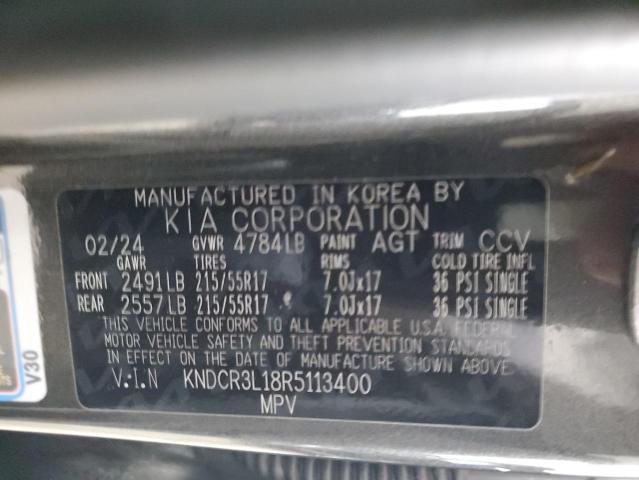 MANUFACTURED IN KOREA BY
KIA CORPORATION
02/24 GVWR 4784LB PAINT AGT TRIM CCV
GAWR TIRES RIMS COLD TIRE INFL
FRONT 2491LB 215/55R17 7.0Jx17 36 PSI SINGLE
REAR 2557LB 215/55R17 7.0Jx17 36 PSI SINGLE
THIS VEHICLE CONFORMS TO ALL APPLICABLE U.S.A. FEDERAL
MOTOR VEHICLE SAFETY AND THEFT PREVENTION STANDARDS
IN EFFECT ON THE DATE OF MANUFACTURE SHOWN ABOVE.
V.I.N KNDCR3L18R5113400
MPV
V30